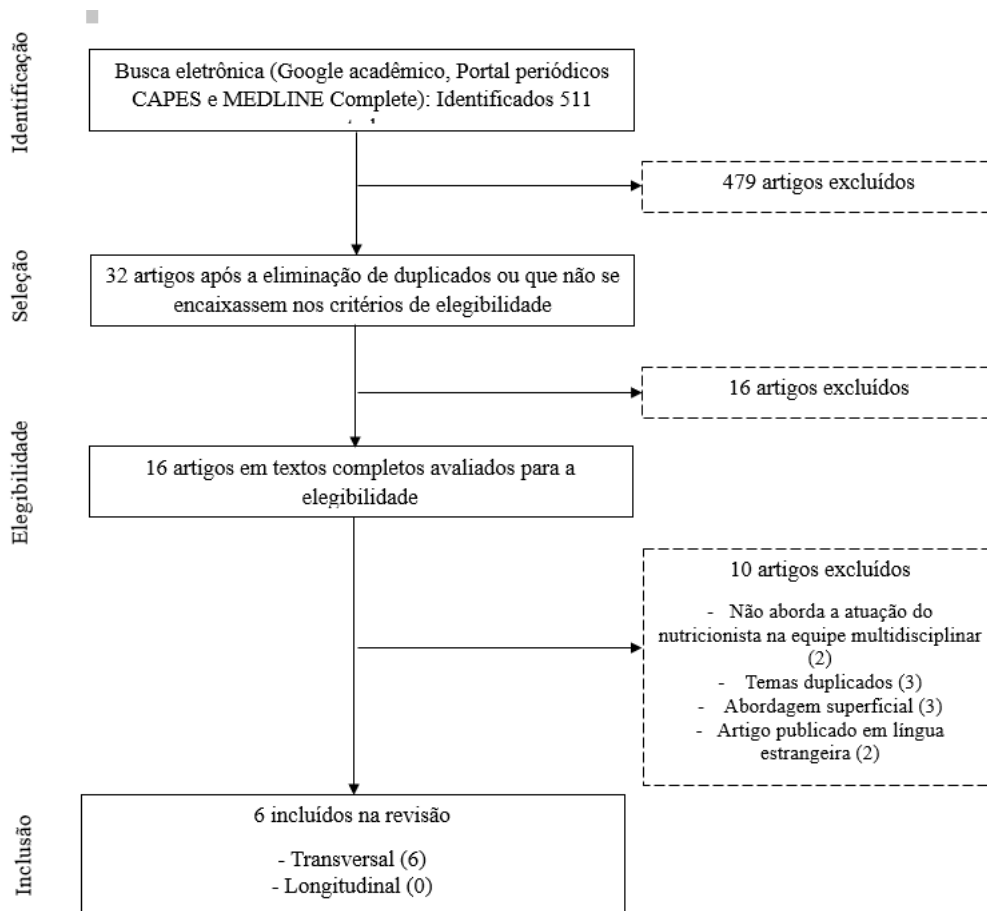 Identificação
Busca eletrônica (Google acadêmico, Portal periódicos
CAPES e MEDLINE Complete): Identificados 511
479 artigos excluídos
Seleção
32 artigos após a eliminação de duplicados ou que não se
encaixassem nos critérios de elegibilidade
16 artigos excluídos
Elegibilidade
16 artigos em textos completos avaliados para a
elegibilidade
10 artigos excluídos
- Não aborda a atuação do
nutricionista na equipe multidisciplinar
(2)
- Temas duplicados (3)
- Abordagem superficial (3)
- Artigo publicado em língua
estrangeira (2)
Inclusão
6 incluídos na revisão
- Transversal (6)
- Longitudinal (0)